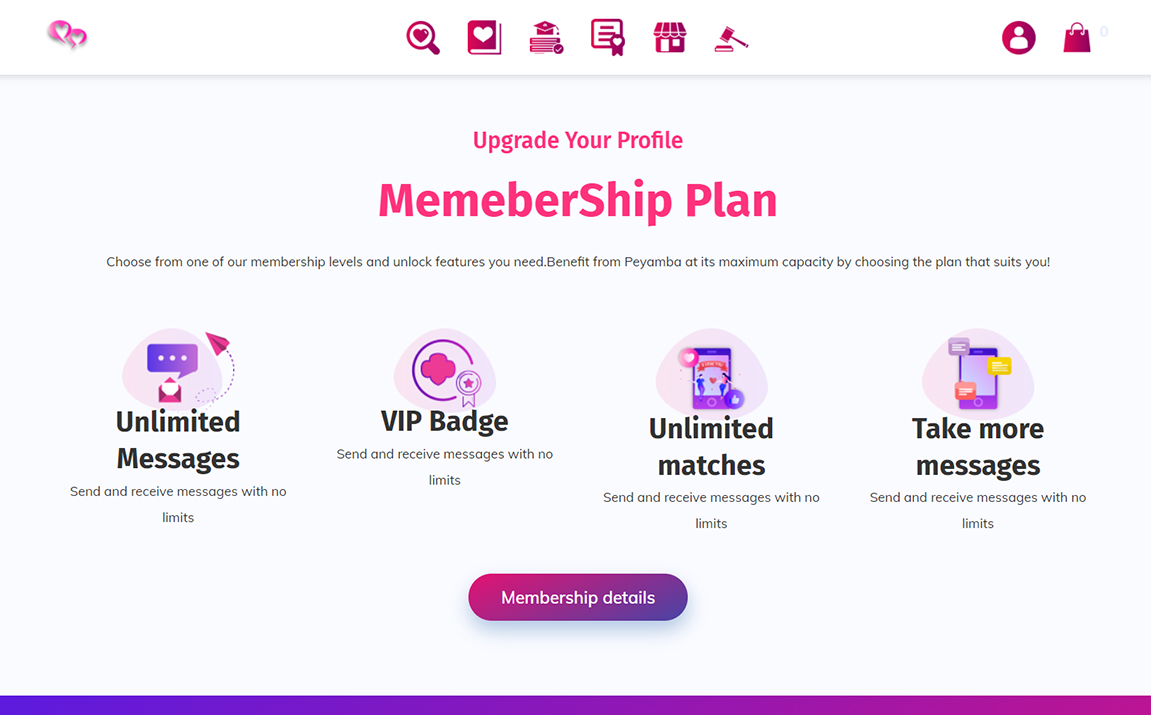 0
Upgrade Your Profile
MemeberShip Plan
Choose from one of our membership levels and unlock features you need.Benefit from Peyamba at its maximum capacity by choosing the plan that suits you!
Unlimited
Messages
Send and receive messages with no
limits
VIP Badge
Send and receive messages with no
limits
Unlimited
matches
Send and receive messages with no
limits
Take more
messages
Send and receive messages with no
limits
Membership details